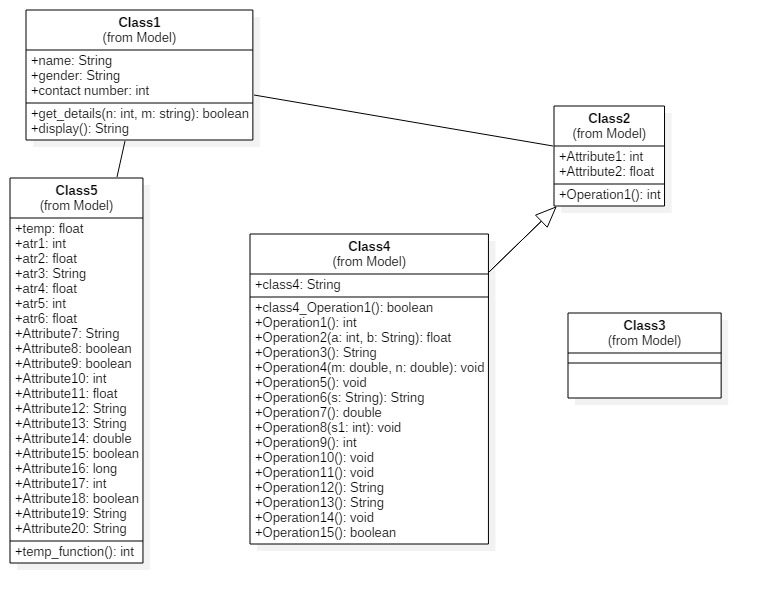 Class1
(from Model)
+name: String
+gender: String
+contact number: int
+get_details(n: int, m: string): boolean
+display(): String
Class2
(from Model)
+Attribute1: int
+Attribute2: float
+Operation1(): int
Class5
(from Model)
+temp: float
+atr1: int
+atr2: float
+atr3: String
+atr4: float
+atr5: int
+atr6: float
+Attribute7: String
+Attribute8: boolean
+Attribute9: boolean
+Attribute10: int
+Attribute11: float
+Attribute12: String
+Attribute13: String
+Attribute14: double
+Attribute15: boolean
+Attribute16: long
+Attribute17: int
+Attribute18: boolean
+Attribute19: String
+Attribute20: String
+temp_function(): int
Class4
(from Model)
+class4: String
+class4_Operation1(): boolean
+Operation1(): int
+Operation2(a: int, b: String): float
+Operation3(): String
+Operation4(m: double, n: double): void
+Operation5(): void
+Operation6(s: String): String
+Operation7(): double
+Operation8(s1: int): void
+Operation9(): int
+Operation10(): void
+Operation11(): void
+Operation12(): String
+Operation13(): String
+Operation14(): void
+Operation15(): boolean
Class3
(from Model)